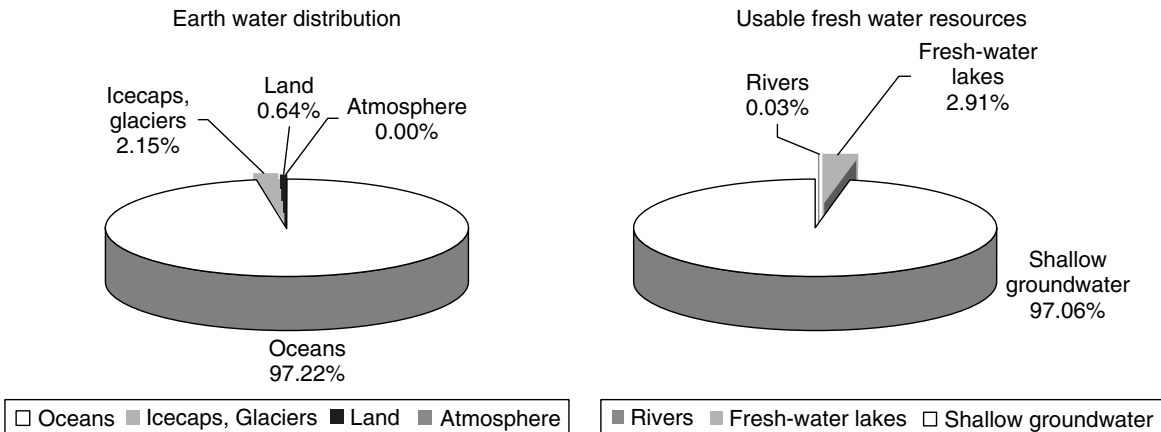 Earth water distribution
Icecaps,
glaciers
2.15%
Land
0.64%
Atmosphere
0.00%
Oceans
97.22%
Oceans Icecaps, Glaciers Land Atmosphere
Usable fresh water resources
Rivers
0.03%
Fresh-water
lakes
2.91%
Shallow
groundwater
97.06%
Rivers Fresh-water lakes Shallow groundwater